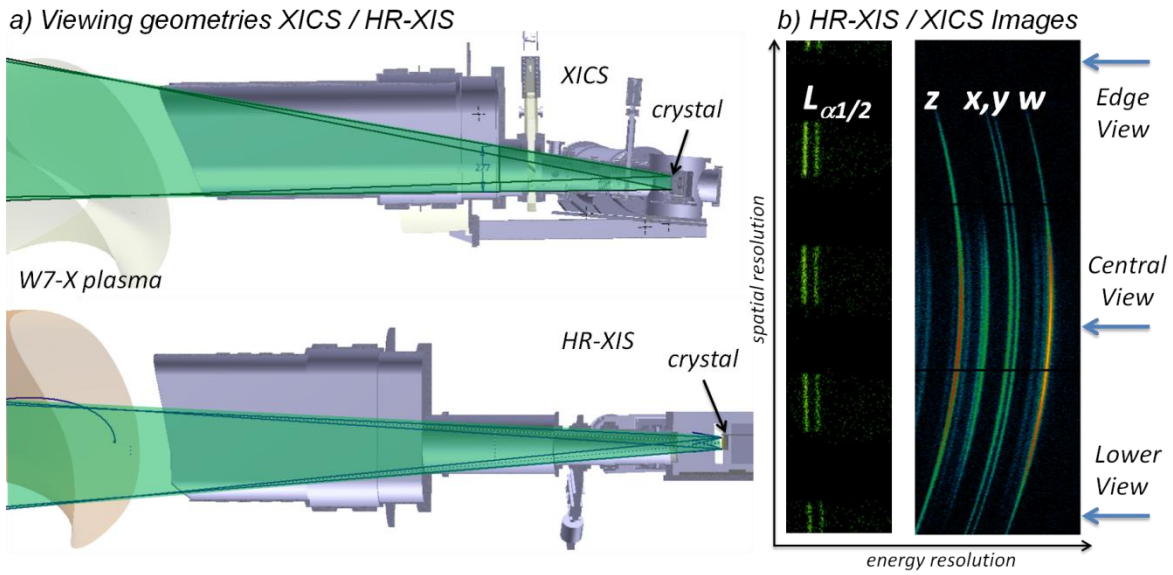 a) Viewing geometries XICS / HR-XIS
XICS
crystal
W7-X plasma
HR-XIS
crystal
b) HR-XIS / XICS Images
spatial resolution
Lα1/2
z x,y w
Edge
View
Central
View
Lower
View
energy resolution